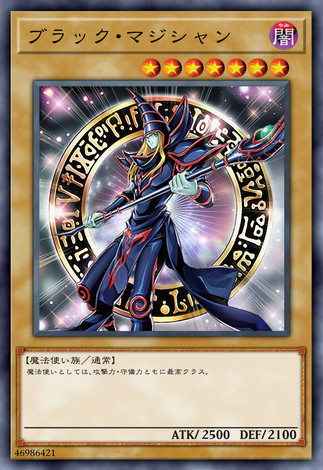 ブラック・マジシャン
やみ
闇
【魔法使い族／通常】
魔法使いとしては、攻撃力・守備力ともに最高クラス。
ATK/ 2500 DEF/ 2100
46986421